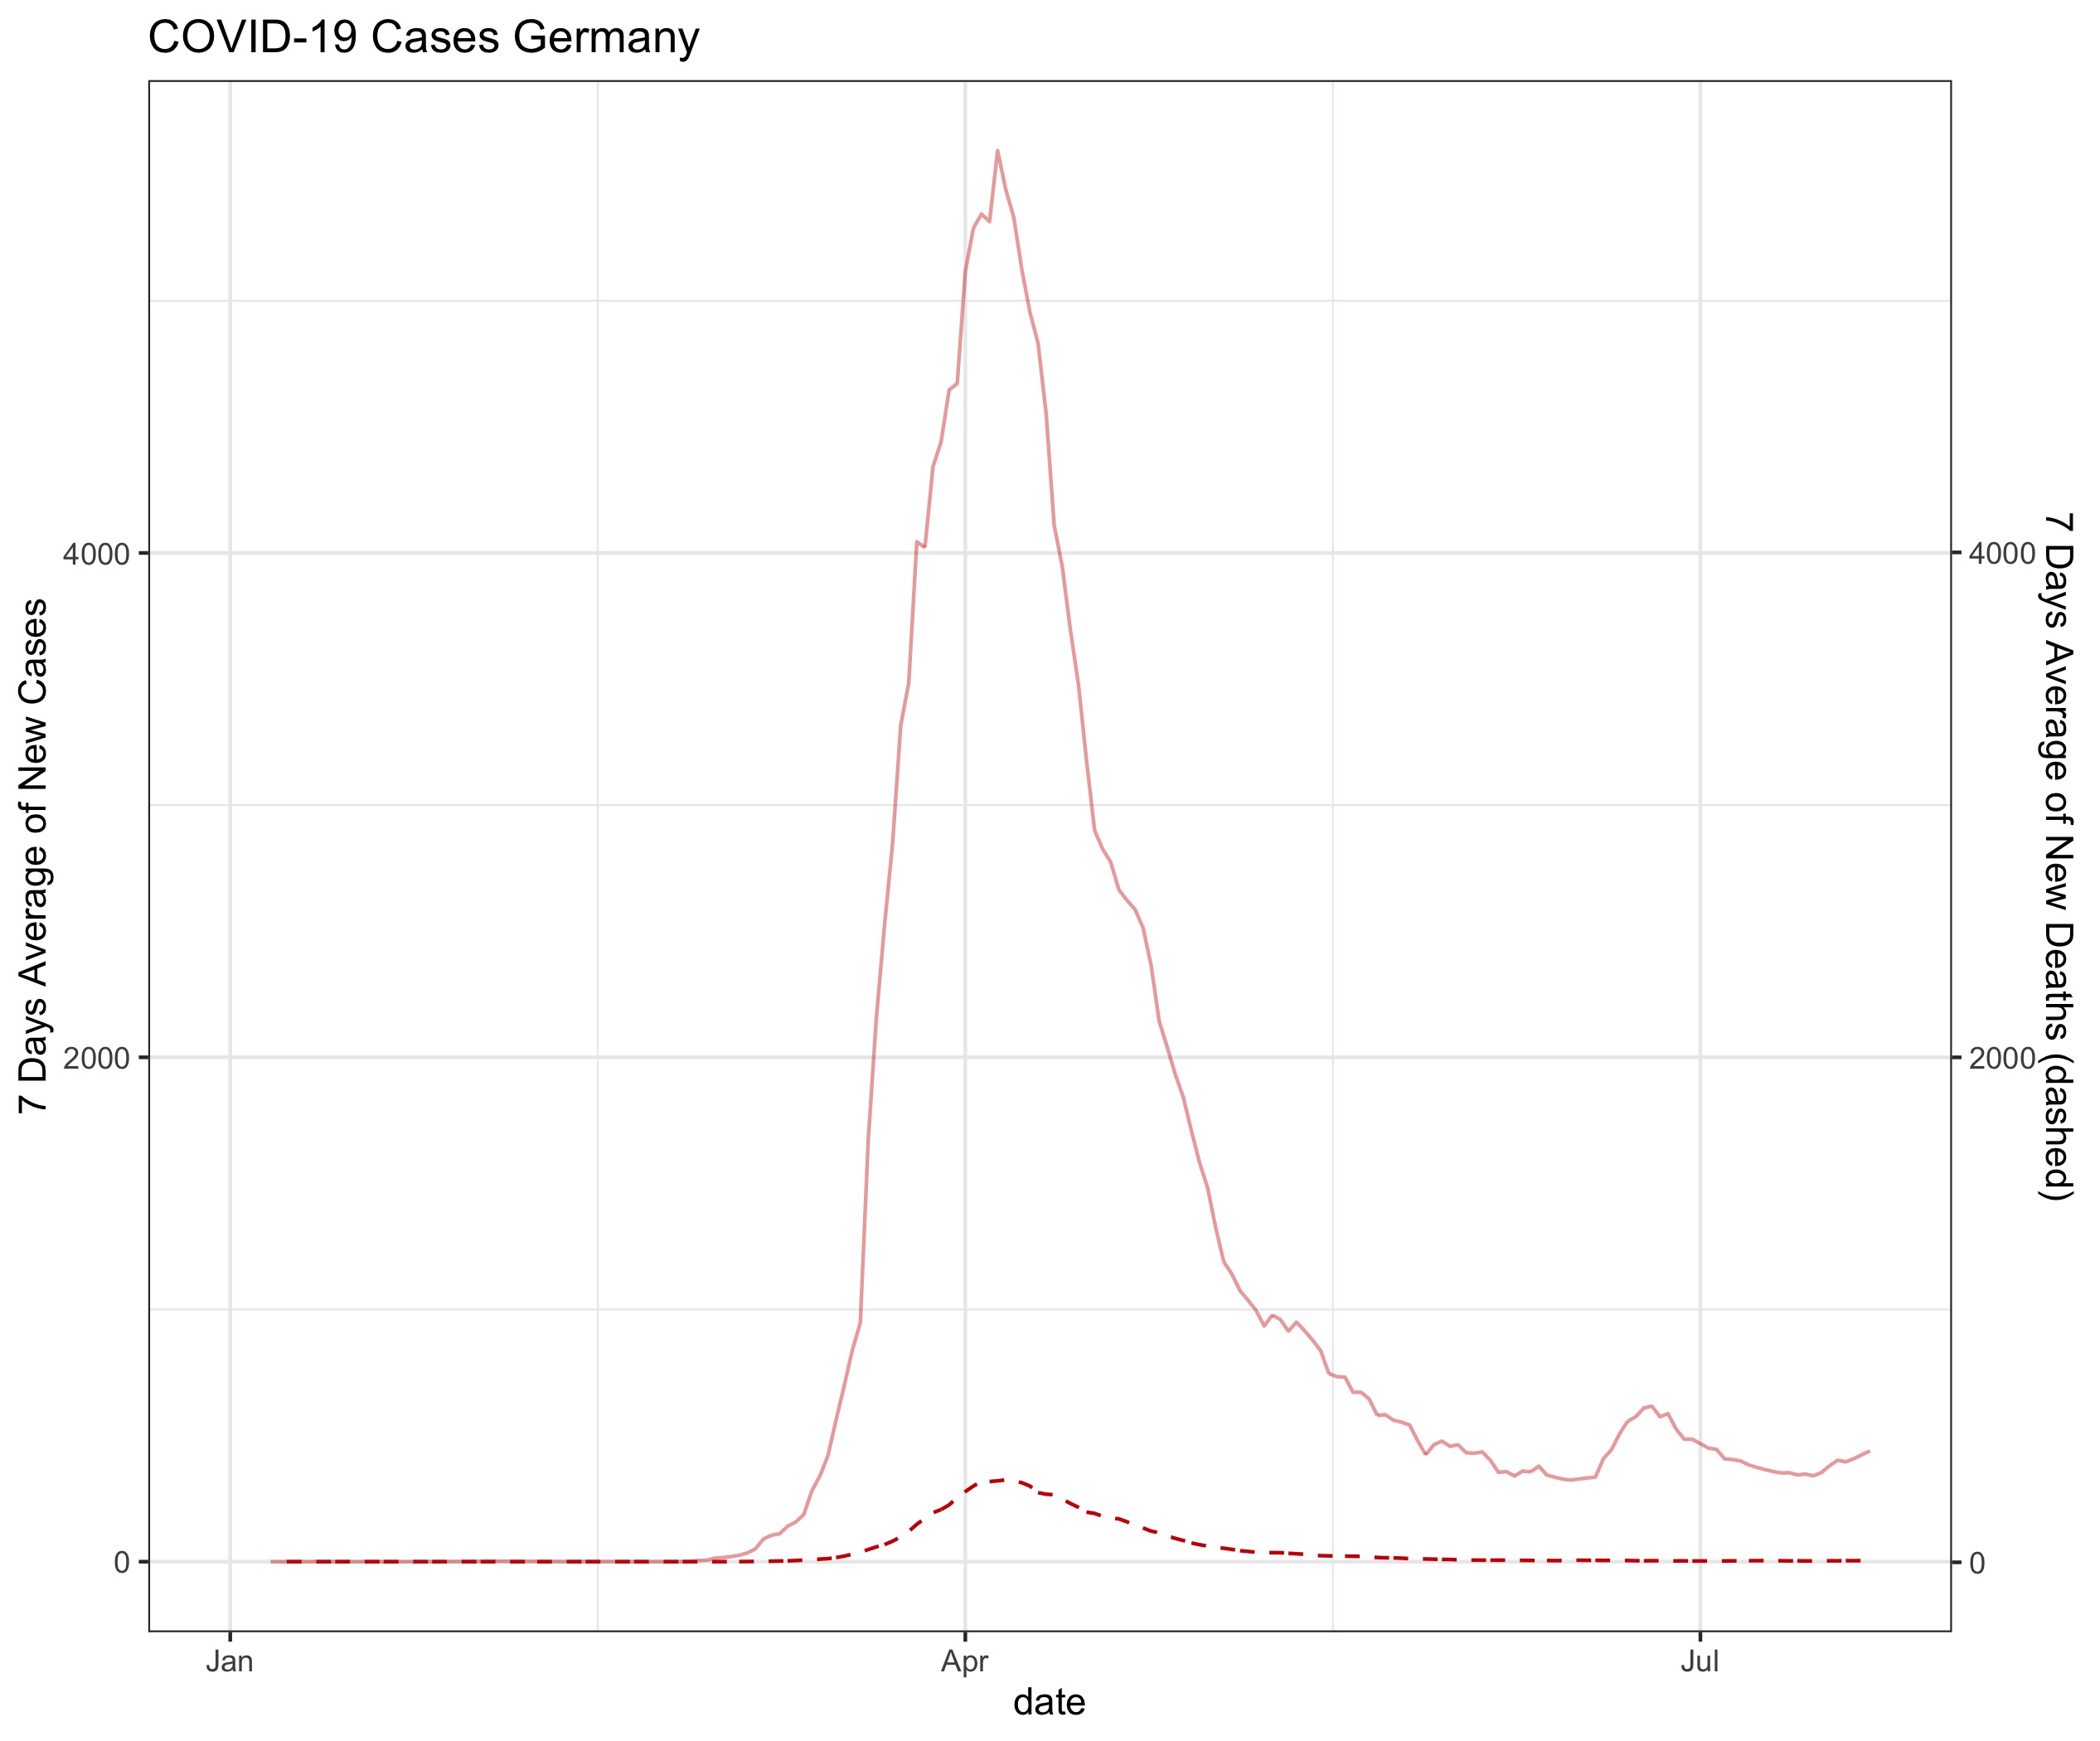 COVID-19 Cases Germany
7 Days Average of New Cases
4000
2000
0
4000
2000
0
7 Days Average of New Deaths (dashed)
Jan
Apr
Jul
date